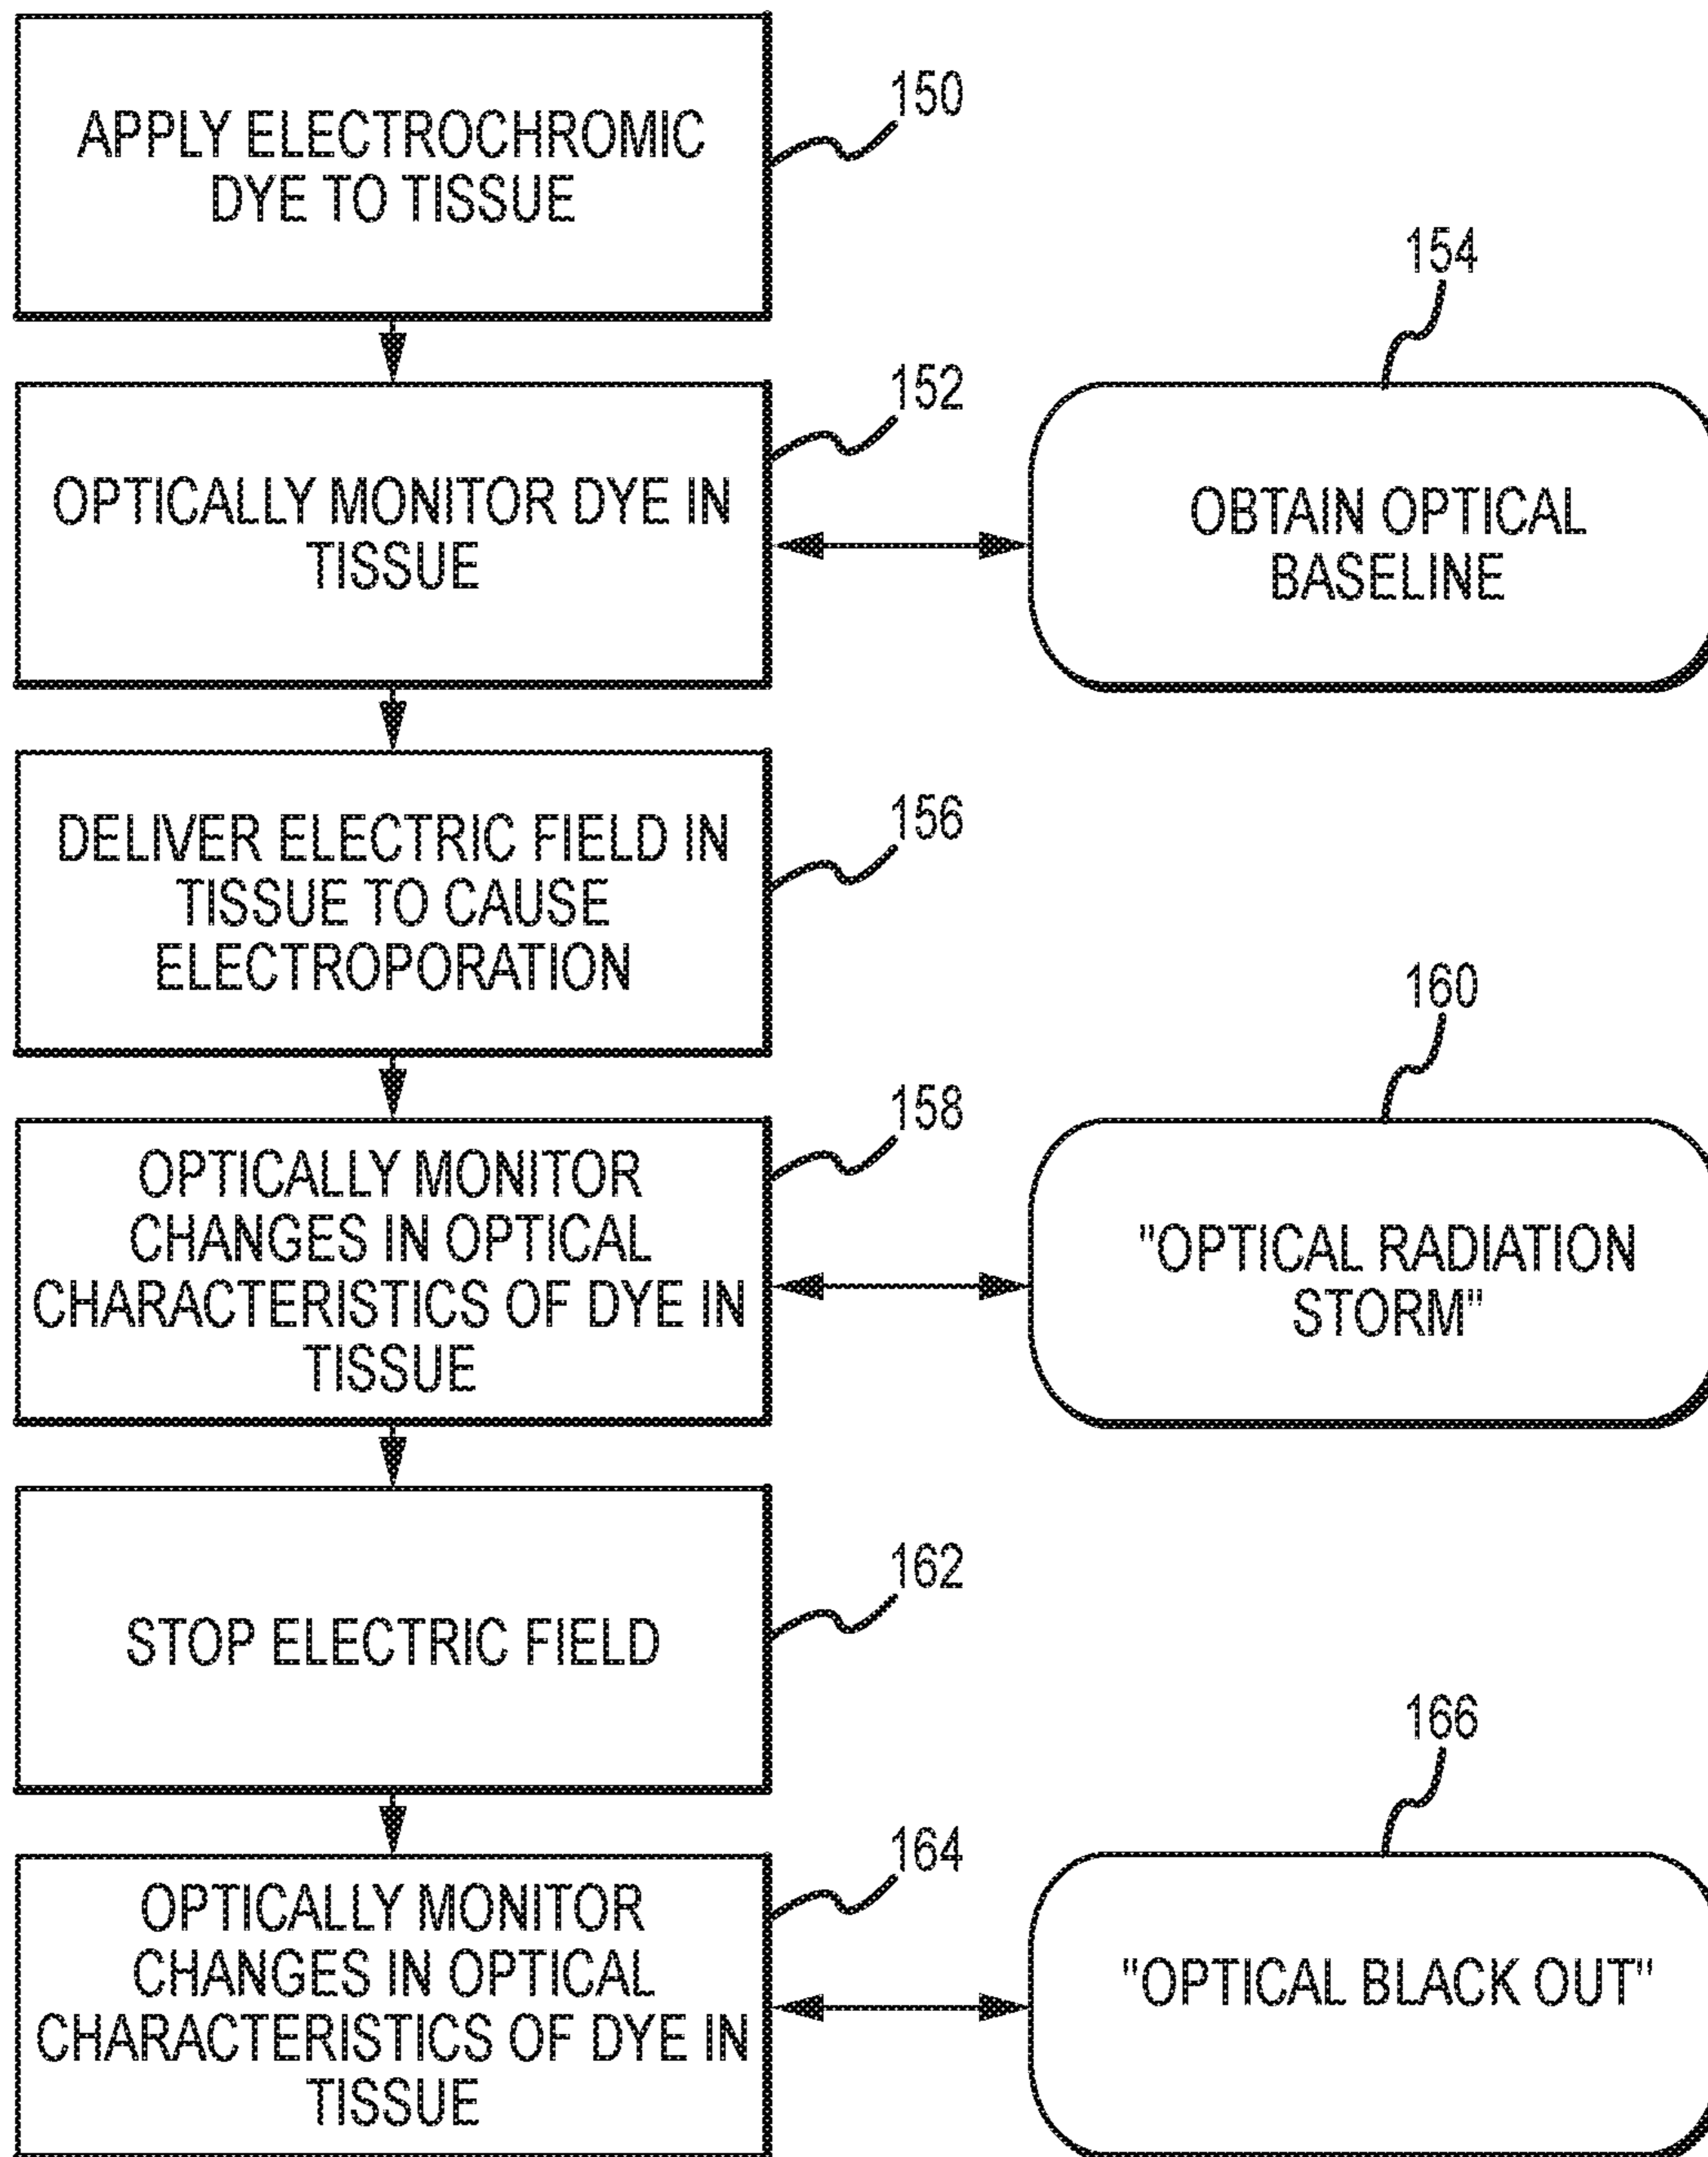 APPLY ELECTROCHROMIC
DYE TO TISSUE
150
OPTICALLY MONITOR DYE IN
TISSUE
152
154
OBTAIN OPTICAL
BASELINE
DELIVER ELECTRIC FIELD IN
TISSUE TO CAUSE
ELECTROPORATION
156
OPTICALLY MONITOR
CHANGES IN OPTICAL
CHARACTERISTICS OF DYE IN
TISSUE
158
160
"OPTICAL RADIATION
STORM"
STOP ELECTRIC FIELD
162
OPTICALLY MONITOR
CHANGES IN OPTICAL
CHARACTERISTICS OF DYE IN
TISSUE
164
166
"OPTICAL BLACK OUT"